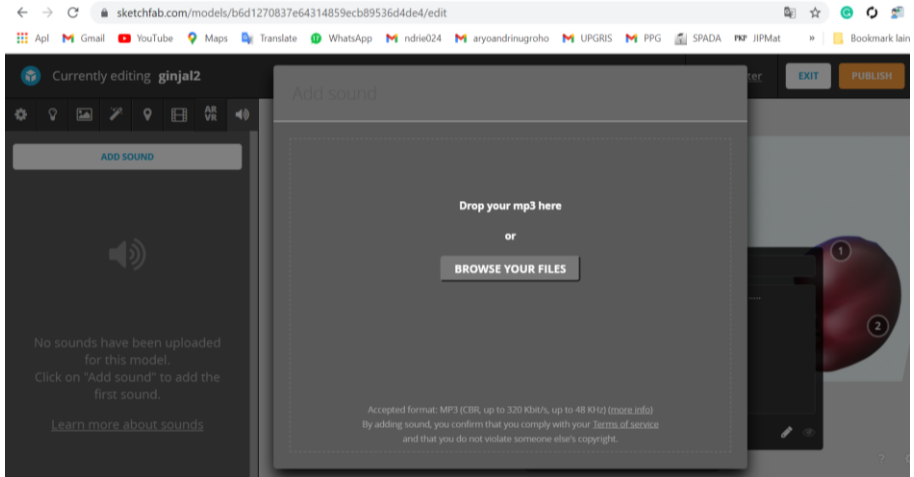 sketchfab.com/models/b6d1270837e64314859ecb89536d4de4/edit
Apl Gmail YouTube Maps Translate WhatsApp ndrie024 aryoandrinugroho UPGRIS PPG SPADA PKP JIPMat » Bookmark lain
Currently editing ginjal2
Add sound
EXIT
PUBLISH
AR
VR
ADD SOUND
Drop your mp3 here
or
BROWSE YOUR FILES
1
2
No sounds have been uploaded
for this model.
Click on "Add sound" to add the
first sound.
Learn more about sounds
Accepted format: MP3 (CBR, up to 320 Kbit/s, up to 48 KHz) (more info)
By adding sound, you confirm that you comply with your Terms of service
and that you do not violate someone else's copyright.
?